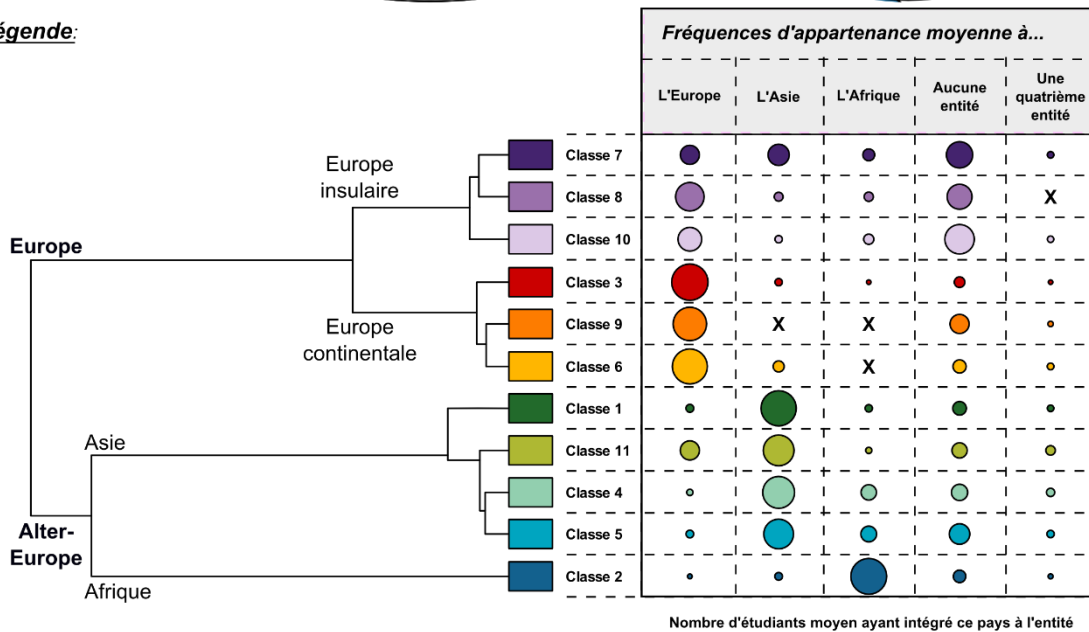 égende:
Fréquences d'appartenance moyenne à...
L'Europe
L'Asie
L'Afrique
Aucune
entité
Une
quatrième
entité
Europe
insulaire
Classe 7
Classe 8
X
Europe
Classe 10
Classe 3
Europe
continentale
Classe 9
X
X
Classe 6
X
Classe 1
Asie
Classe 11
Classe 4
Alter-
Europe
Classe 5
Afrique
Classe 2
Nombre d'étudiants moyen ayant intégré ce pays à l'entité